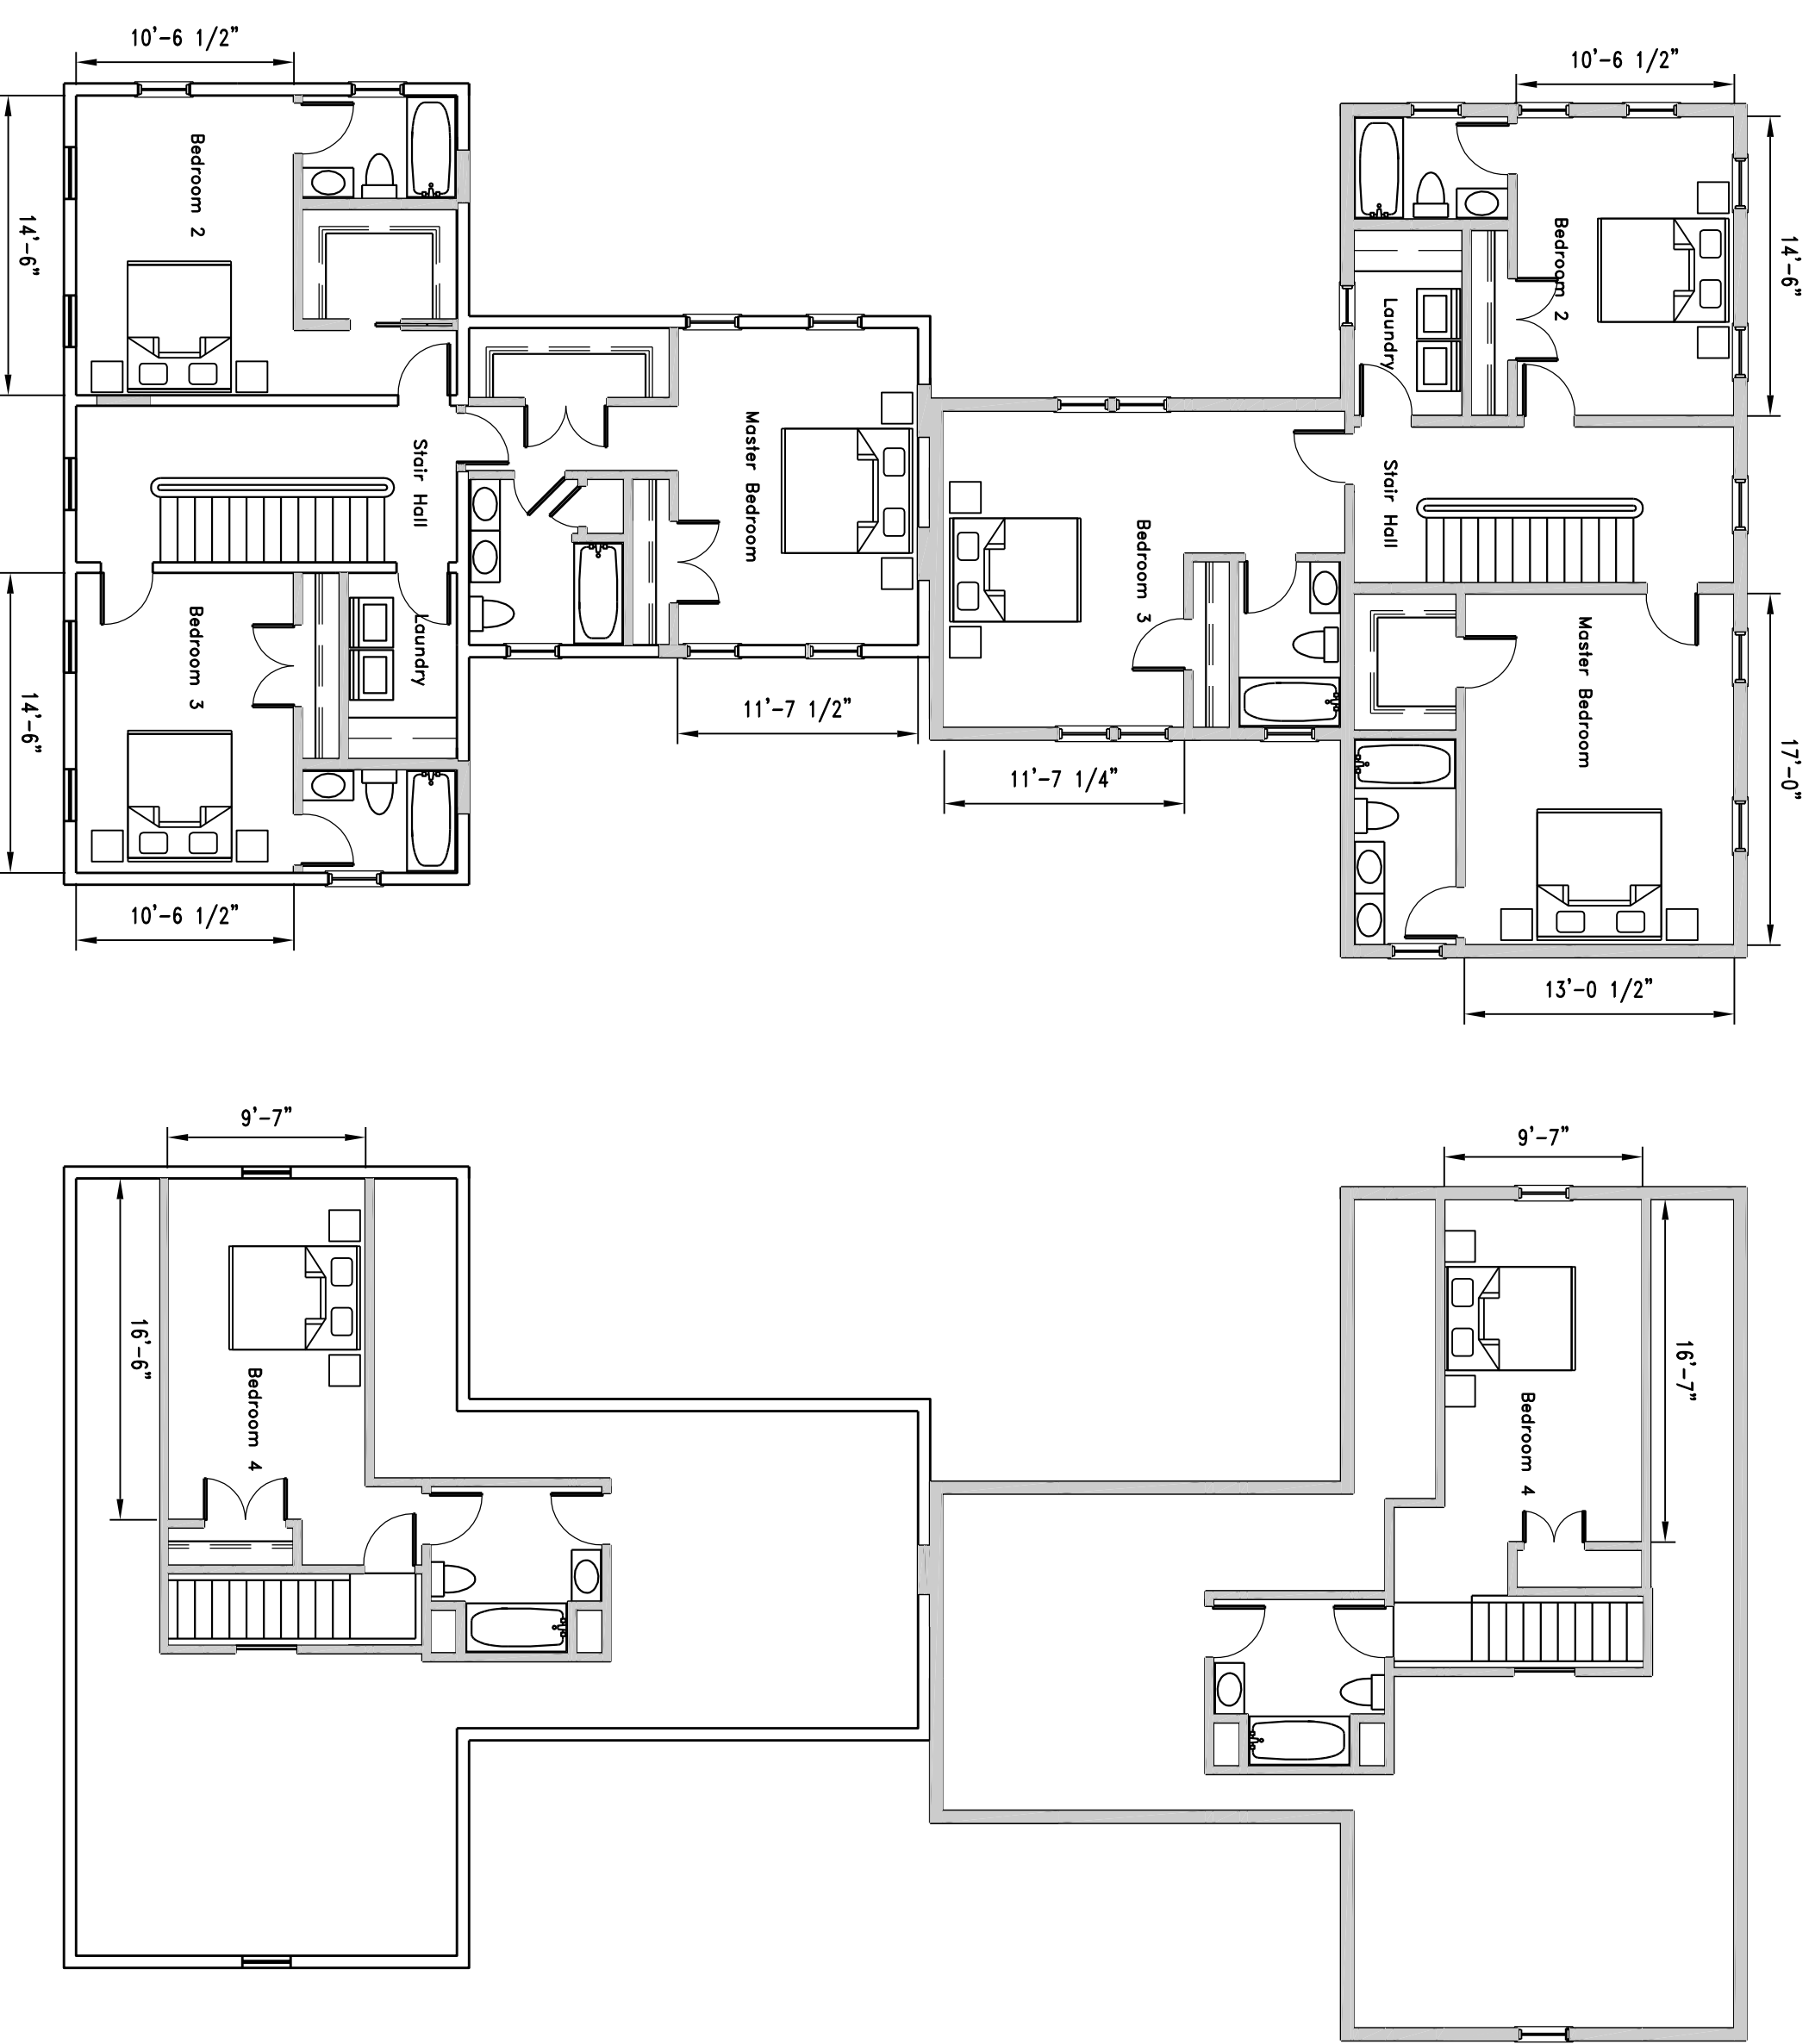 10'-6 1/2"
10'-6 1/2"
Bedroom 2
14'-6"
Bedroom 2
14'-6"
Laundry
Master Bedroom
Stair Hall
Stair Hall
Bedroom 3
Bedroom 3
Laundry
Master Bedroom
14'-6"
11'-7 1/2"
11'-7 1/4"
17'-0"
10'-6 1/2"
13'-0 1/2"
9'-7"
9'-7"
16'-6"
Bedroom 4
16'-7"
Bedroom 4